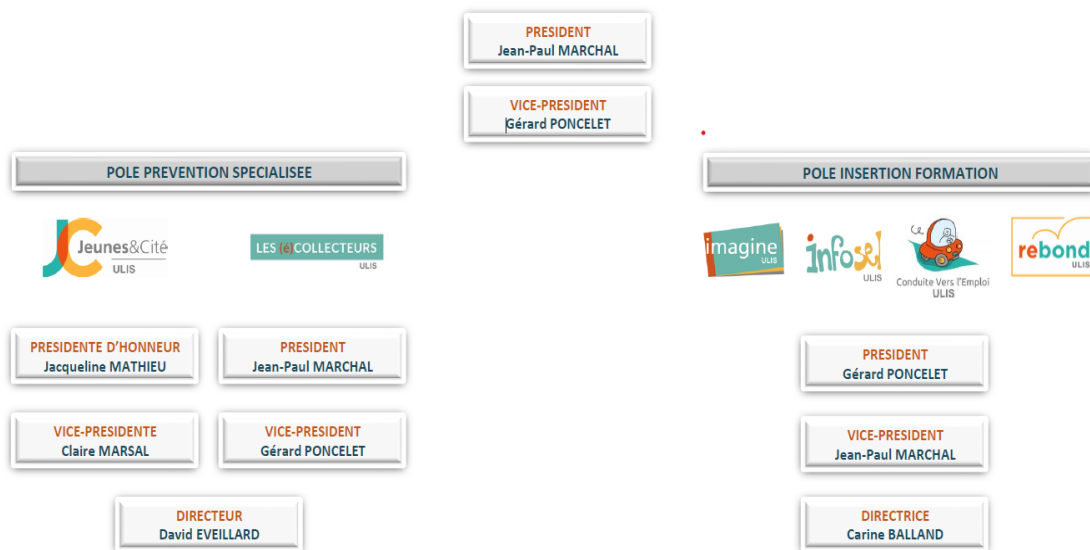 PRESIDENT
Jean-Paul MARCHAL
VICE-PRESIDENT
Gérard PONCELET
POLE PREVENTION SPECIALISEE
JC Jeunes&Cité
ULIS
LES (é)COLLECTEURS
ULIS
PRESIDENTE D’HONNEUR
Jacqueline MATHIEU
PRESIDENT
Jean-Paul MARCHAL
VICE-PRESIDENTE
Claire MARSAL
VICE-PRESIDENT
Gérard PONCELET
DIRECTEUR
David EVEILLARD
POLE INSERTION FORMATION
imagine
ULIS
infosel
ULIS
Conduite Vers l'Emploi
ULIS
rebond
ULIS
PRESIDENT
Gérard PONCELET
VICE-PRESIDENT
Jean-Paul MARCHAL
DIRECTRICE
Carine BALLAND